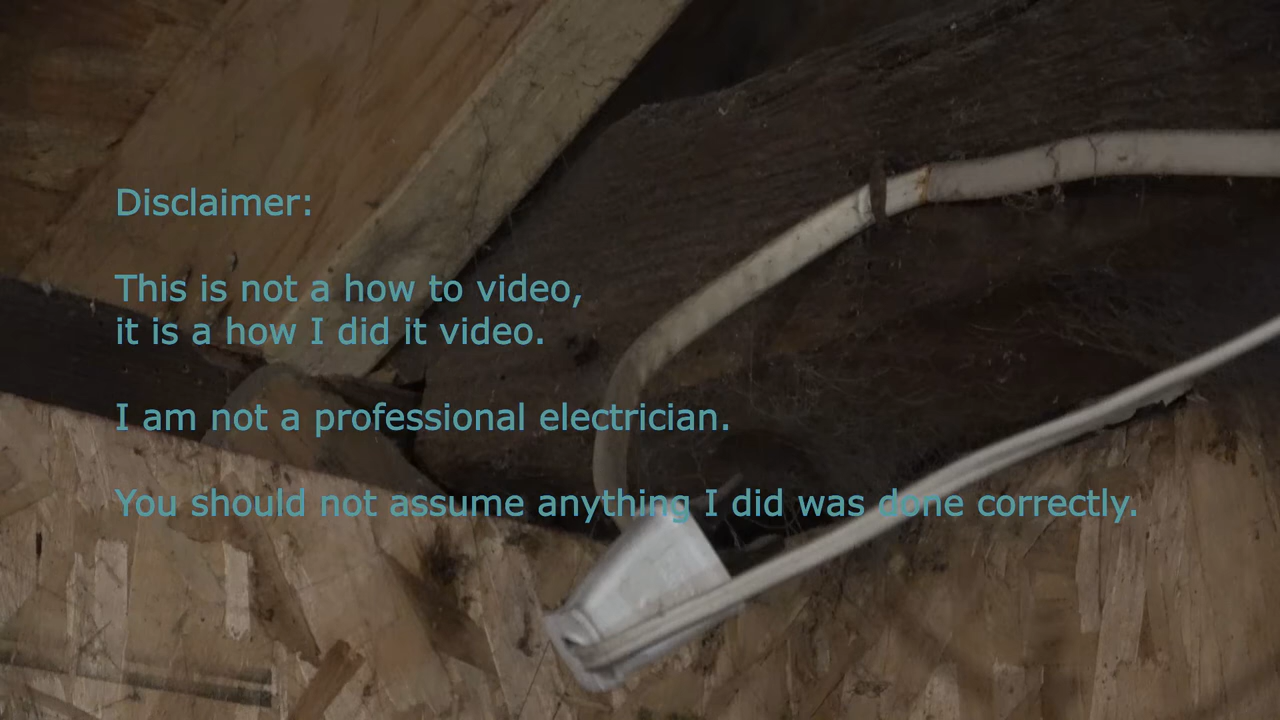 Disclaimer:
This is not a how to video,
it is a how I did it video.
I am not a professional electrician.
You should not assume anything I did was done correctly.